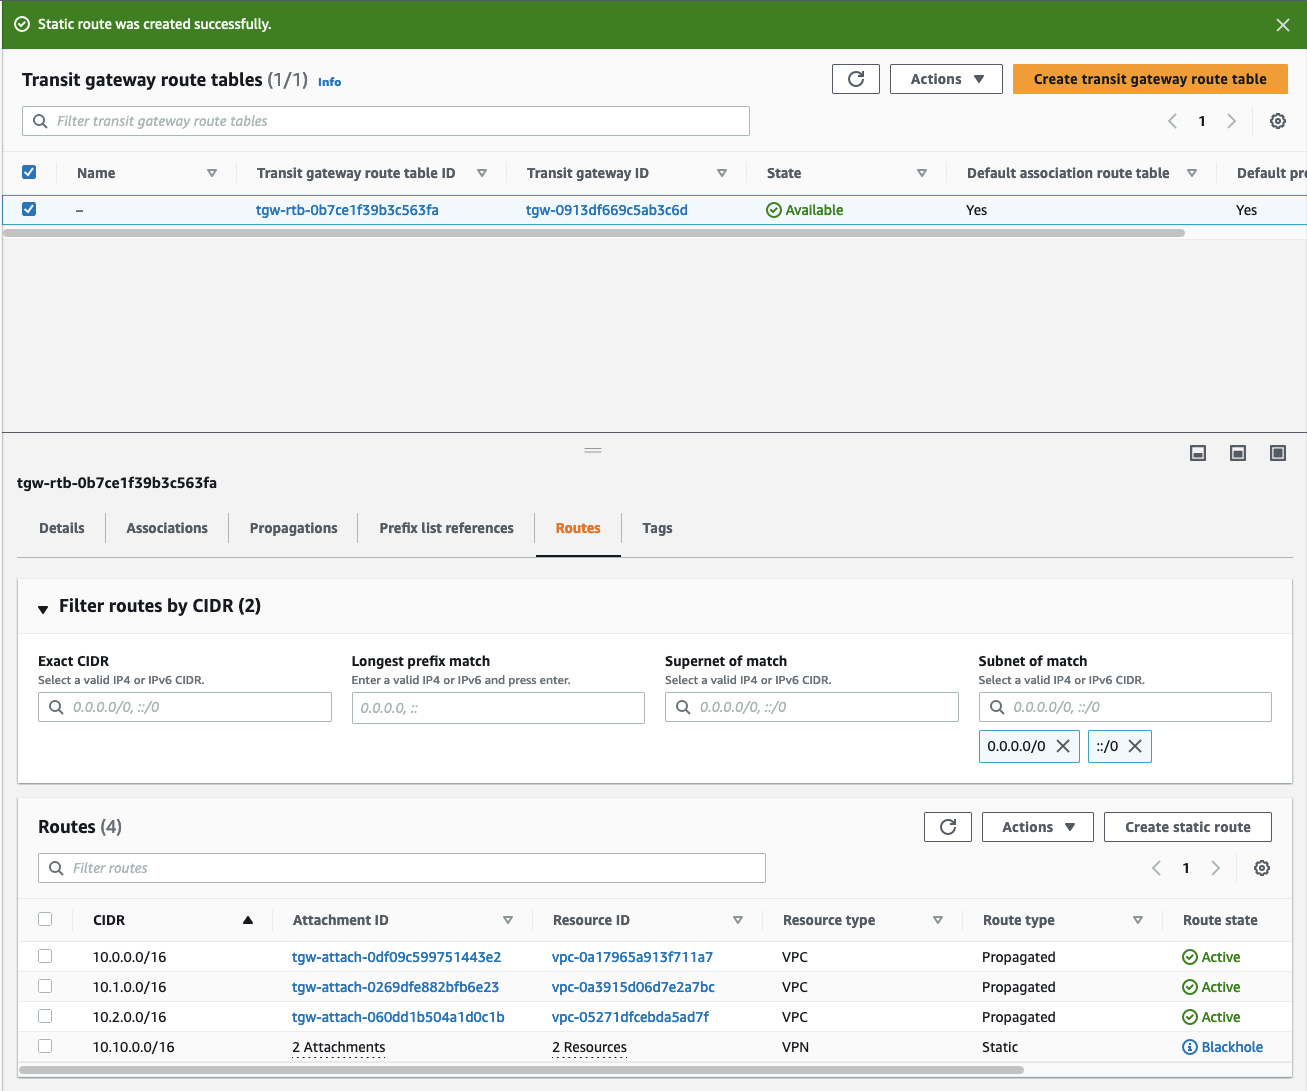 Static route was created successfully.
Transit gateway route tables (1/1) Info
Actions
Create transit gateway route table
Filter transit gateway route tables
1
Name Transit gateway route table ID Transit gateway ID State Default association route table Default pro
– tgw-rtb-0b7ce1f39b3c563fa tgw-0913df669c5ab3c6d Available Yes Yes
tgw-rtb-0b7ce1f39b3c563fa
Details Associations Propagations Prefix list references Routes Tags
Filter routes by CIDR (2)
Exact CIDR Longest prefix match Supernet of match Subnet of match
Select a valid IP4 or IPv6 CIDR. Enter a valid IP4 or IPv6 and press enter. Select a valid IP4 or IPv6 CIDR. Select a valid IP4 or IPv6 CIDR.
0.0.0.0/0, ::/0 0.0.0.0, :: 0.0.0.0/0, ::/0 0.0.0.0/0, ::/0
0.0.0.0/0 ::/0
Routes (4)
Actions
Create static route
Filter routes
1
CIDR Attachment ID Resource ID Resource type Route type Route state
10.0.0.0/16 tgw-attach-0df09c599751443e2 vpc-0a17965a913f711a7 VPC Propagated Active
10.1.0.0/16 tgw-attach-0269dfe882bfb6e23 vpc-0a3915d06d7e2a7bc VPC Propagated Active
10.2.0.0/16 tgw-attach-060dd1b504a1d0c1b vpc-05271dfcebda5ad7f VPC Propagated Active
10.10.0.0/16 2 Attachments 2 Resources VPN Static Blackhole